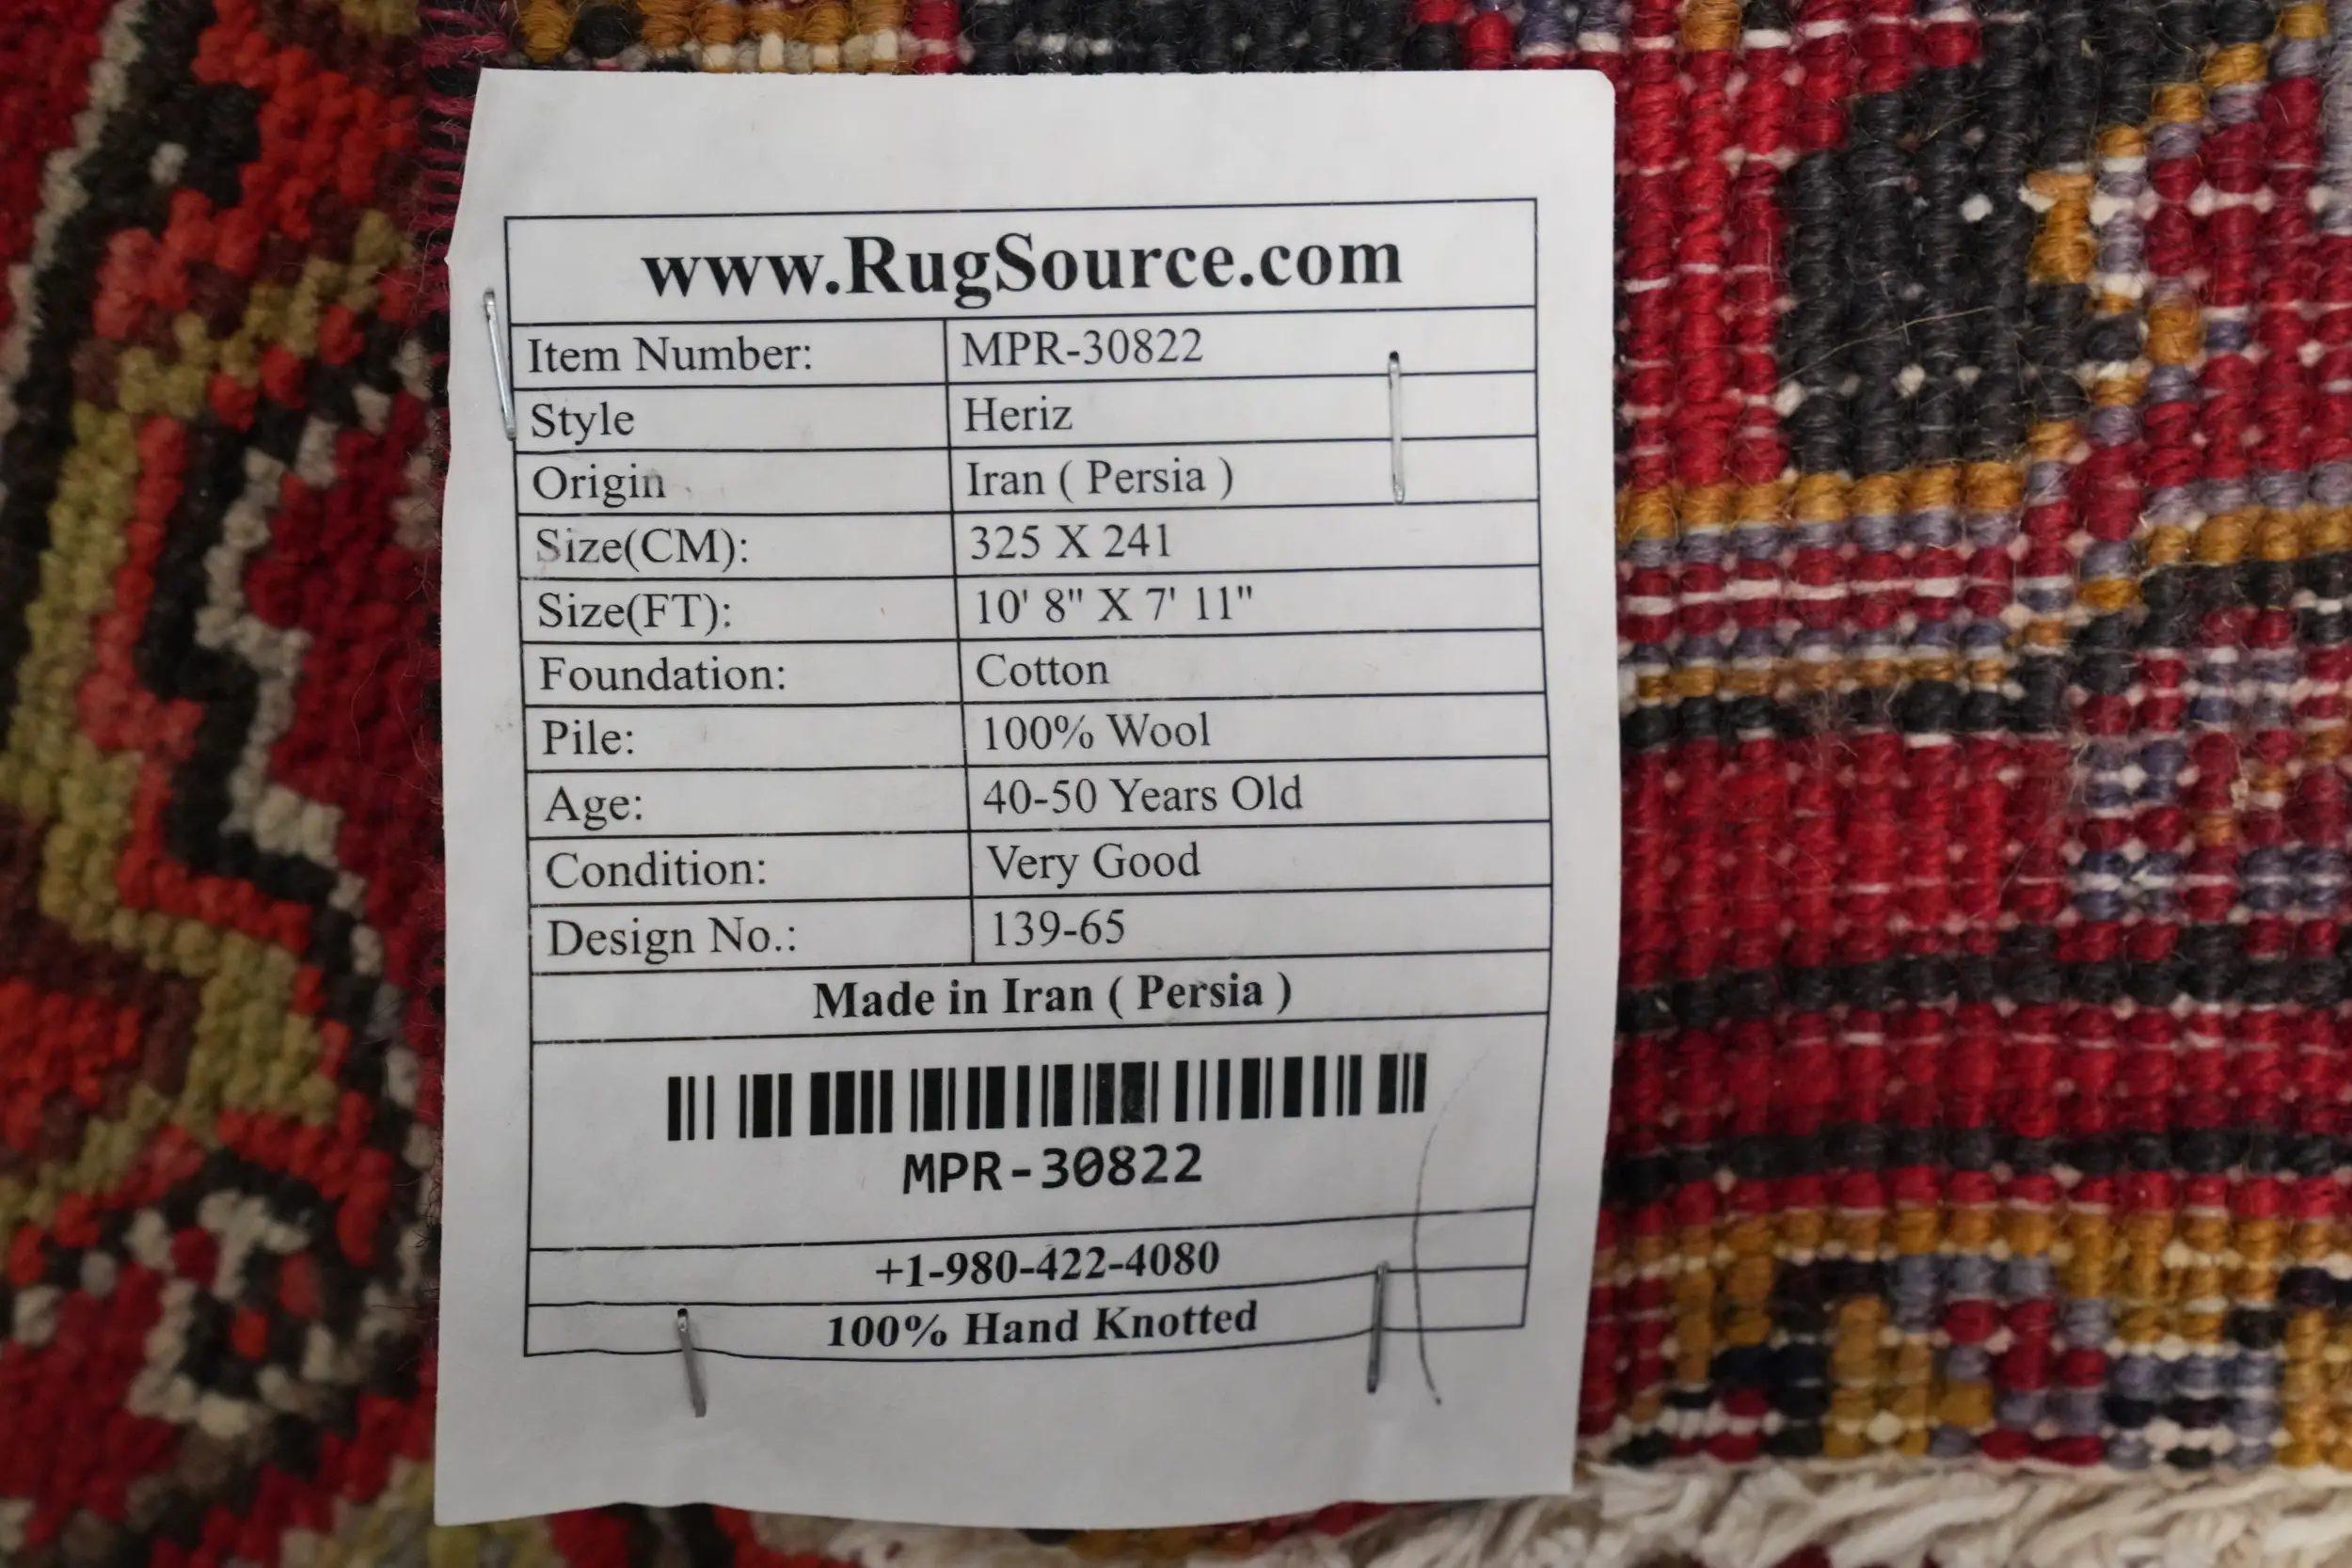 www.RugSource.com
Item Number: MPR-30822
Style Heriz
Origin Iran ( Persia )
Size(CM): 325 X 241
Size(FT): 10' 8" X 7' 11"
Foundation: Cotton
Pile: 100% Wool
Age: 40-50 Years Old
Condition: Very Good
Design No.: 139-65
Made in Iran ( Persia )
MPR-30822
+1-980-422-4080
100% Hand Knotted